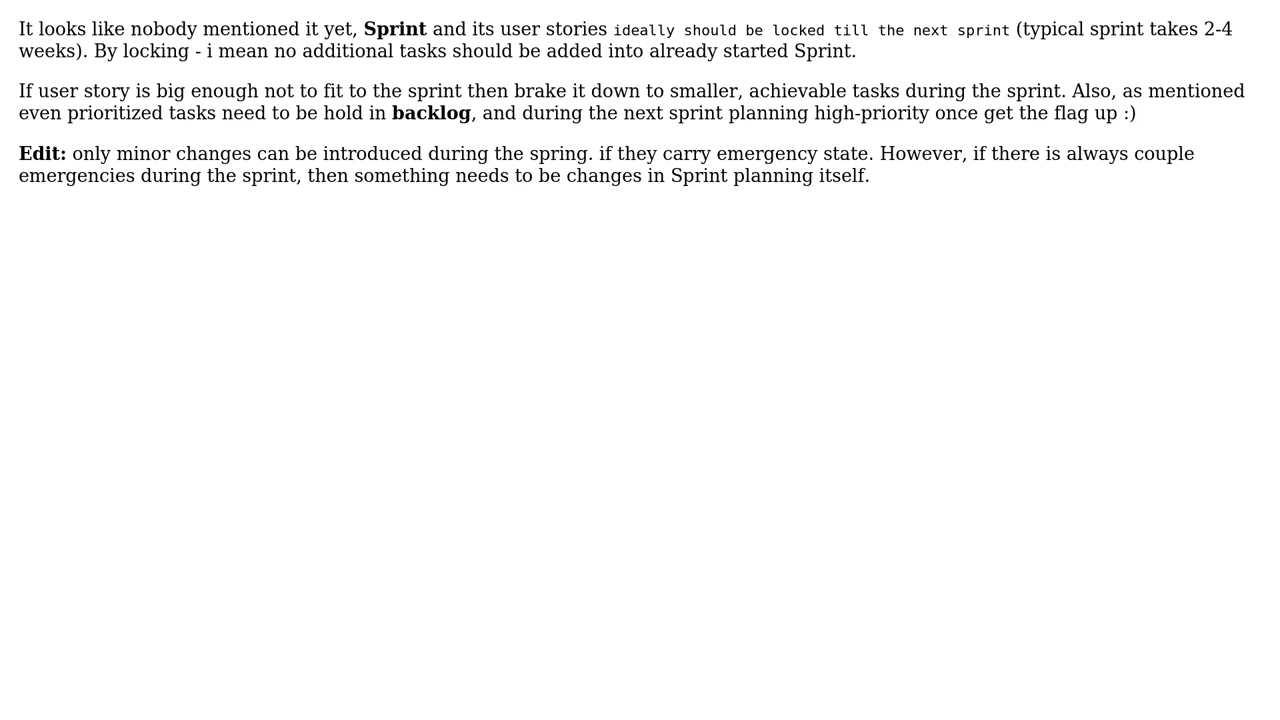 It looks like nobody mentioned it yet, Sprint and its user stories ideally should be locked till the next sprint (typical sprint takes 2-4
weeks). By locking - i mean no additional tasks should be added into already started Sprint.
If user story is big enough not to fit to the sprint then brake it down to smaller, achievable tasks during the sprint. Also, as mentioned
even prioritized tasks need to be hold in backlog, and during the next sprint planning high-priority once get the flag up :)
Edit: only minor changes can be introduced during the spring. if they carry emergency state. However, if there is always couple
emergencies during the sprint, then something needs to be changes in Sprint planning itself.